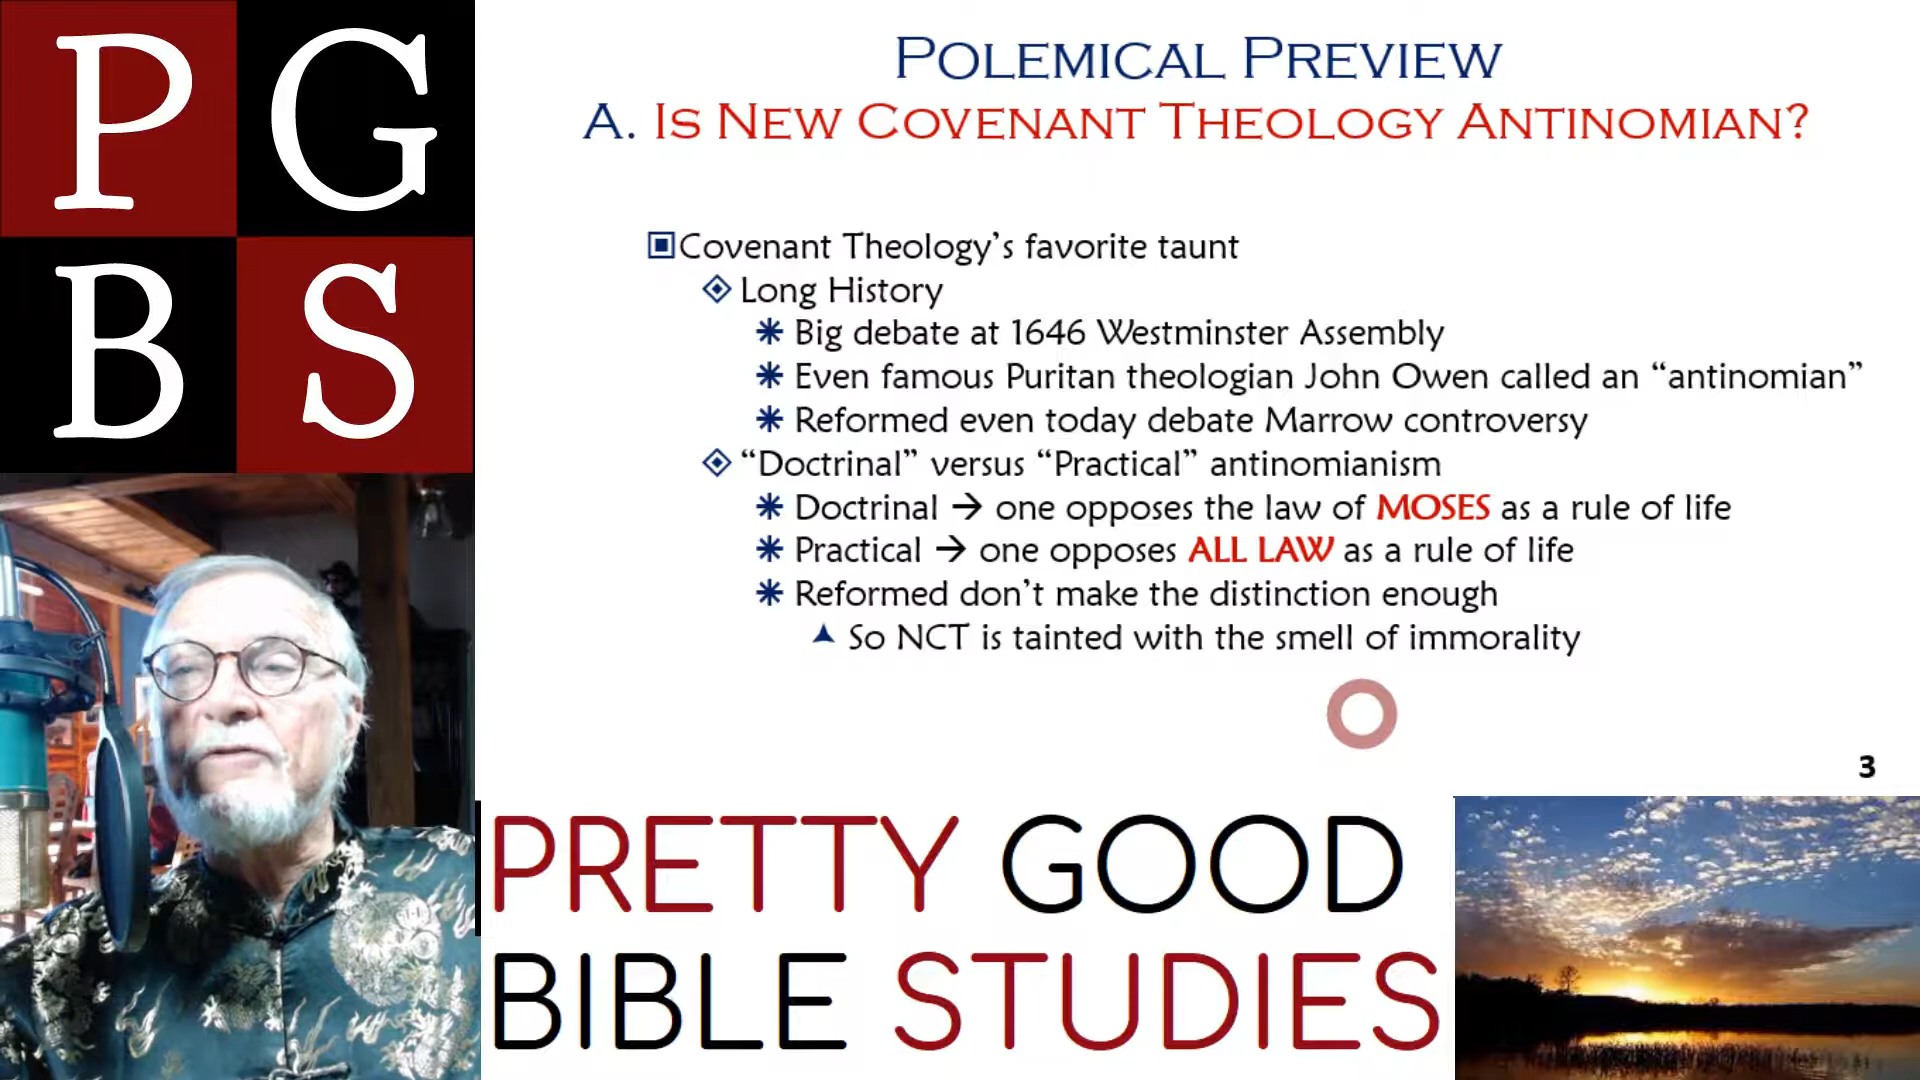 P G
B S
POLEMICAL PREVIEW
A. IS NEW COVENANT THEOLOGY ANTINOMIAN?
Covenant Theology’s favorite taunt
Long History
Big debate at 1646 Westminster Assembly
Even famous Puritan theologian John Owen called an “antinomian”
Reformed even today debate Marrow controversy
“Doctrinal” versus “Practical” antinomianism
Doctrinal → one opposes the law of MOSES as a rule of life
Practical → one opposes ALL LAW as a rule of life
Reformed don’t make the distinction enough
So NCT is tainted with the smell of immorality
3
PRETTY GOOD
BIBLE STUDIES